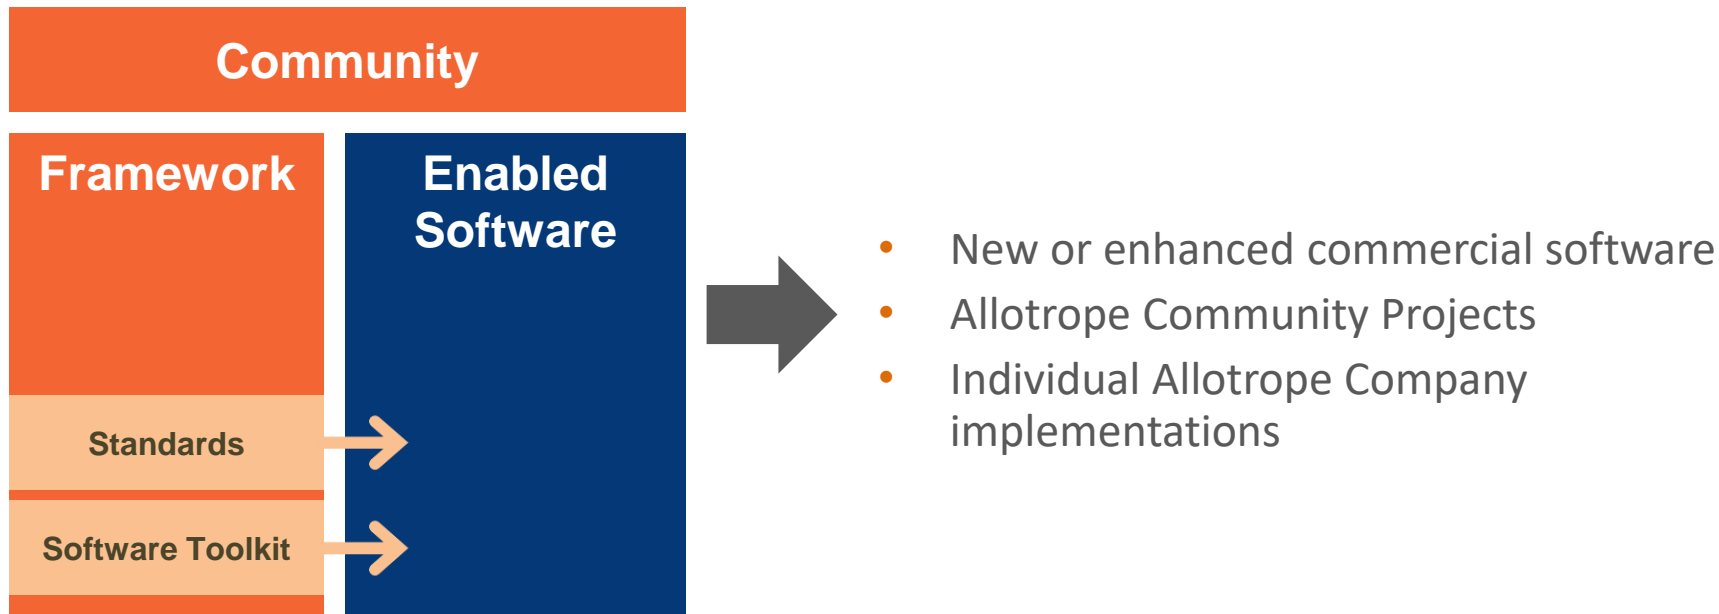 Community
Framework
Standards
Software Toolkit
Enabled
Software
• New or enhanced commercial software
• Allotrope Community Projects
• Individual Allotrope Company
implementations